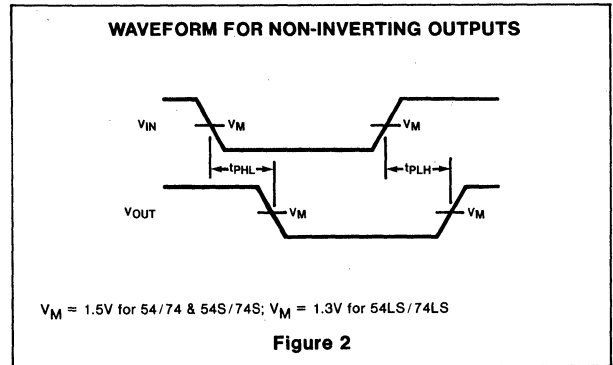 WAVEFORM FOR NON-INVERTING OUTPUTS
VIN
VM
VM
tPHL
tPLH
VOUT
VM
VM
VM = 1.5V for 54/74 & 54S/74S; VM = 1.3V for 54LS/74LS
Figure 2